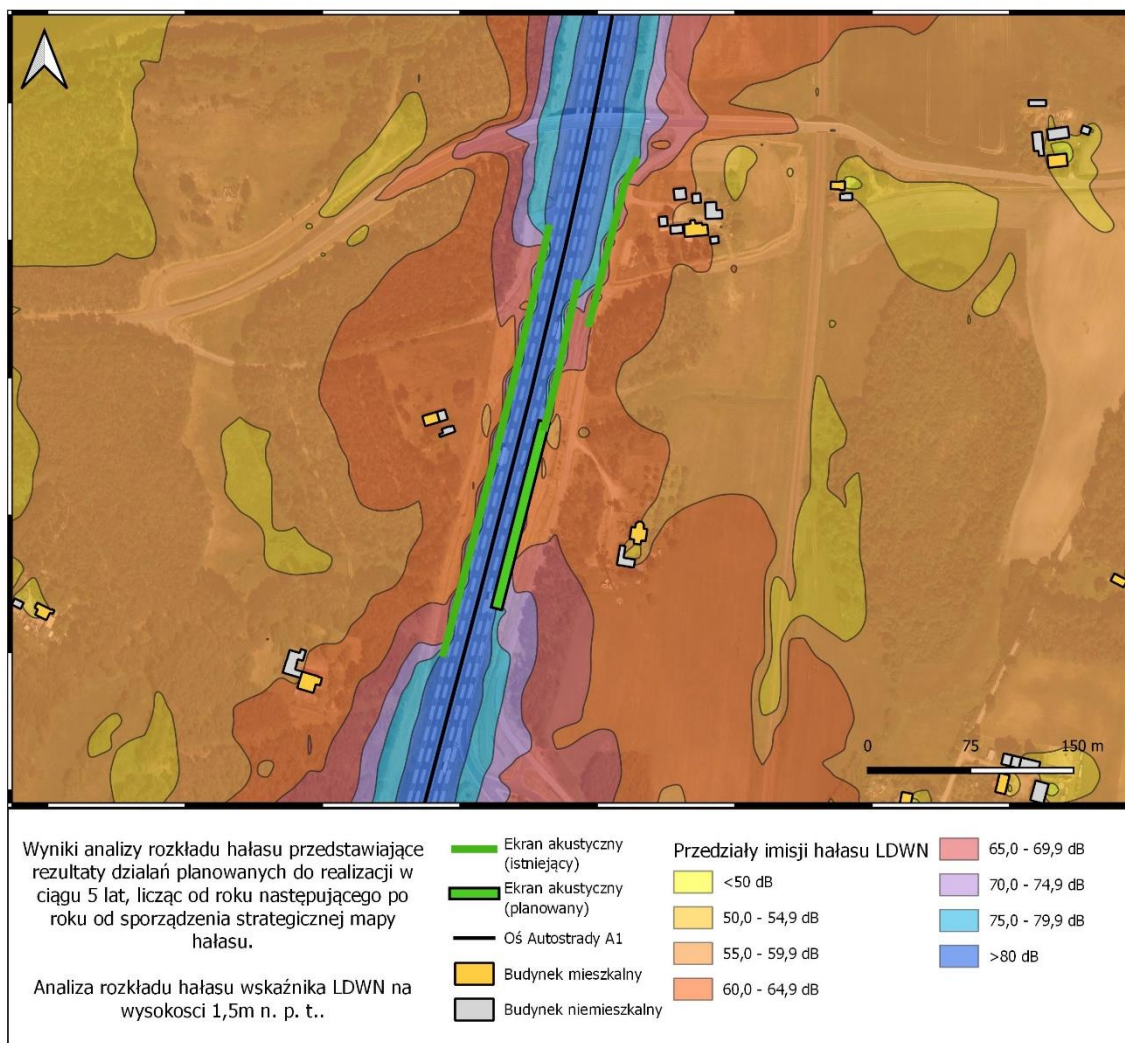 0 75 150 m
Wyniki analizy rozkładu hałasu przedstawiające
rezultaty dzialań planowanych do realizacji w
ciągu 5 lat, licząc od roku następującego po
roku od sporządzenia strategicznej mapy
hałasu.
Analiza rozkładu hałasu wskaźnika LDWN na
wysokosci 1,5m n. p. t..
Ekran akustyczny
(istniejący)
Ekran akustyczny
(planowany)
Oś Autostrady A1
Budynek mieszkalny
Budynek niemieszkalny
Przedziały imisji hałasu LDWN
<50 dB
50,0 - 54,9 dB
55,0 - 59,9 dB
60,0 - 64,9 dB
65,0 - 69,9 dB
70,0 - 74,9 dB
75,0 - 79,9 dB
>80 dB